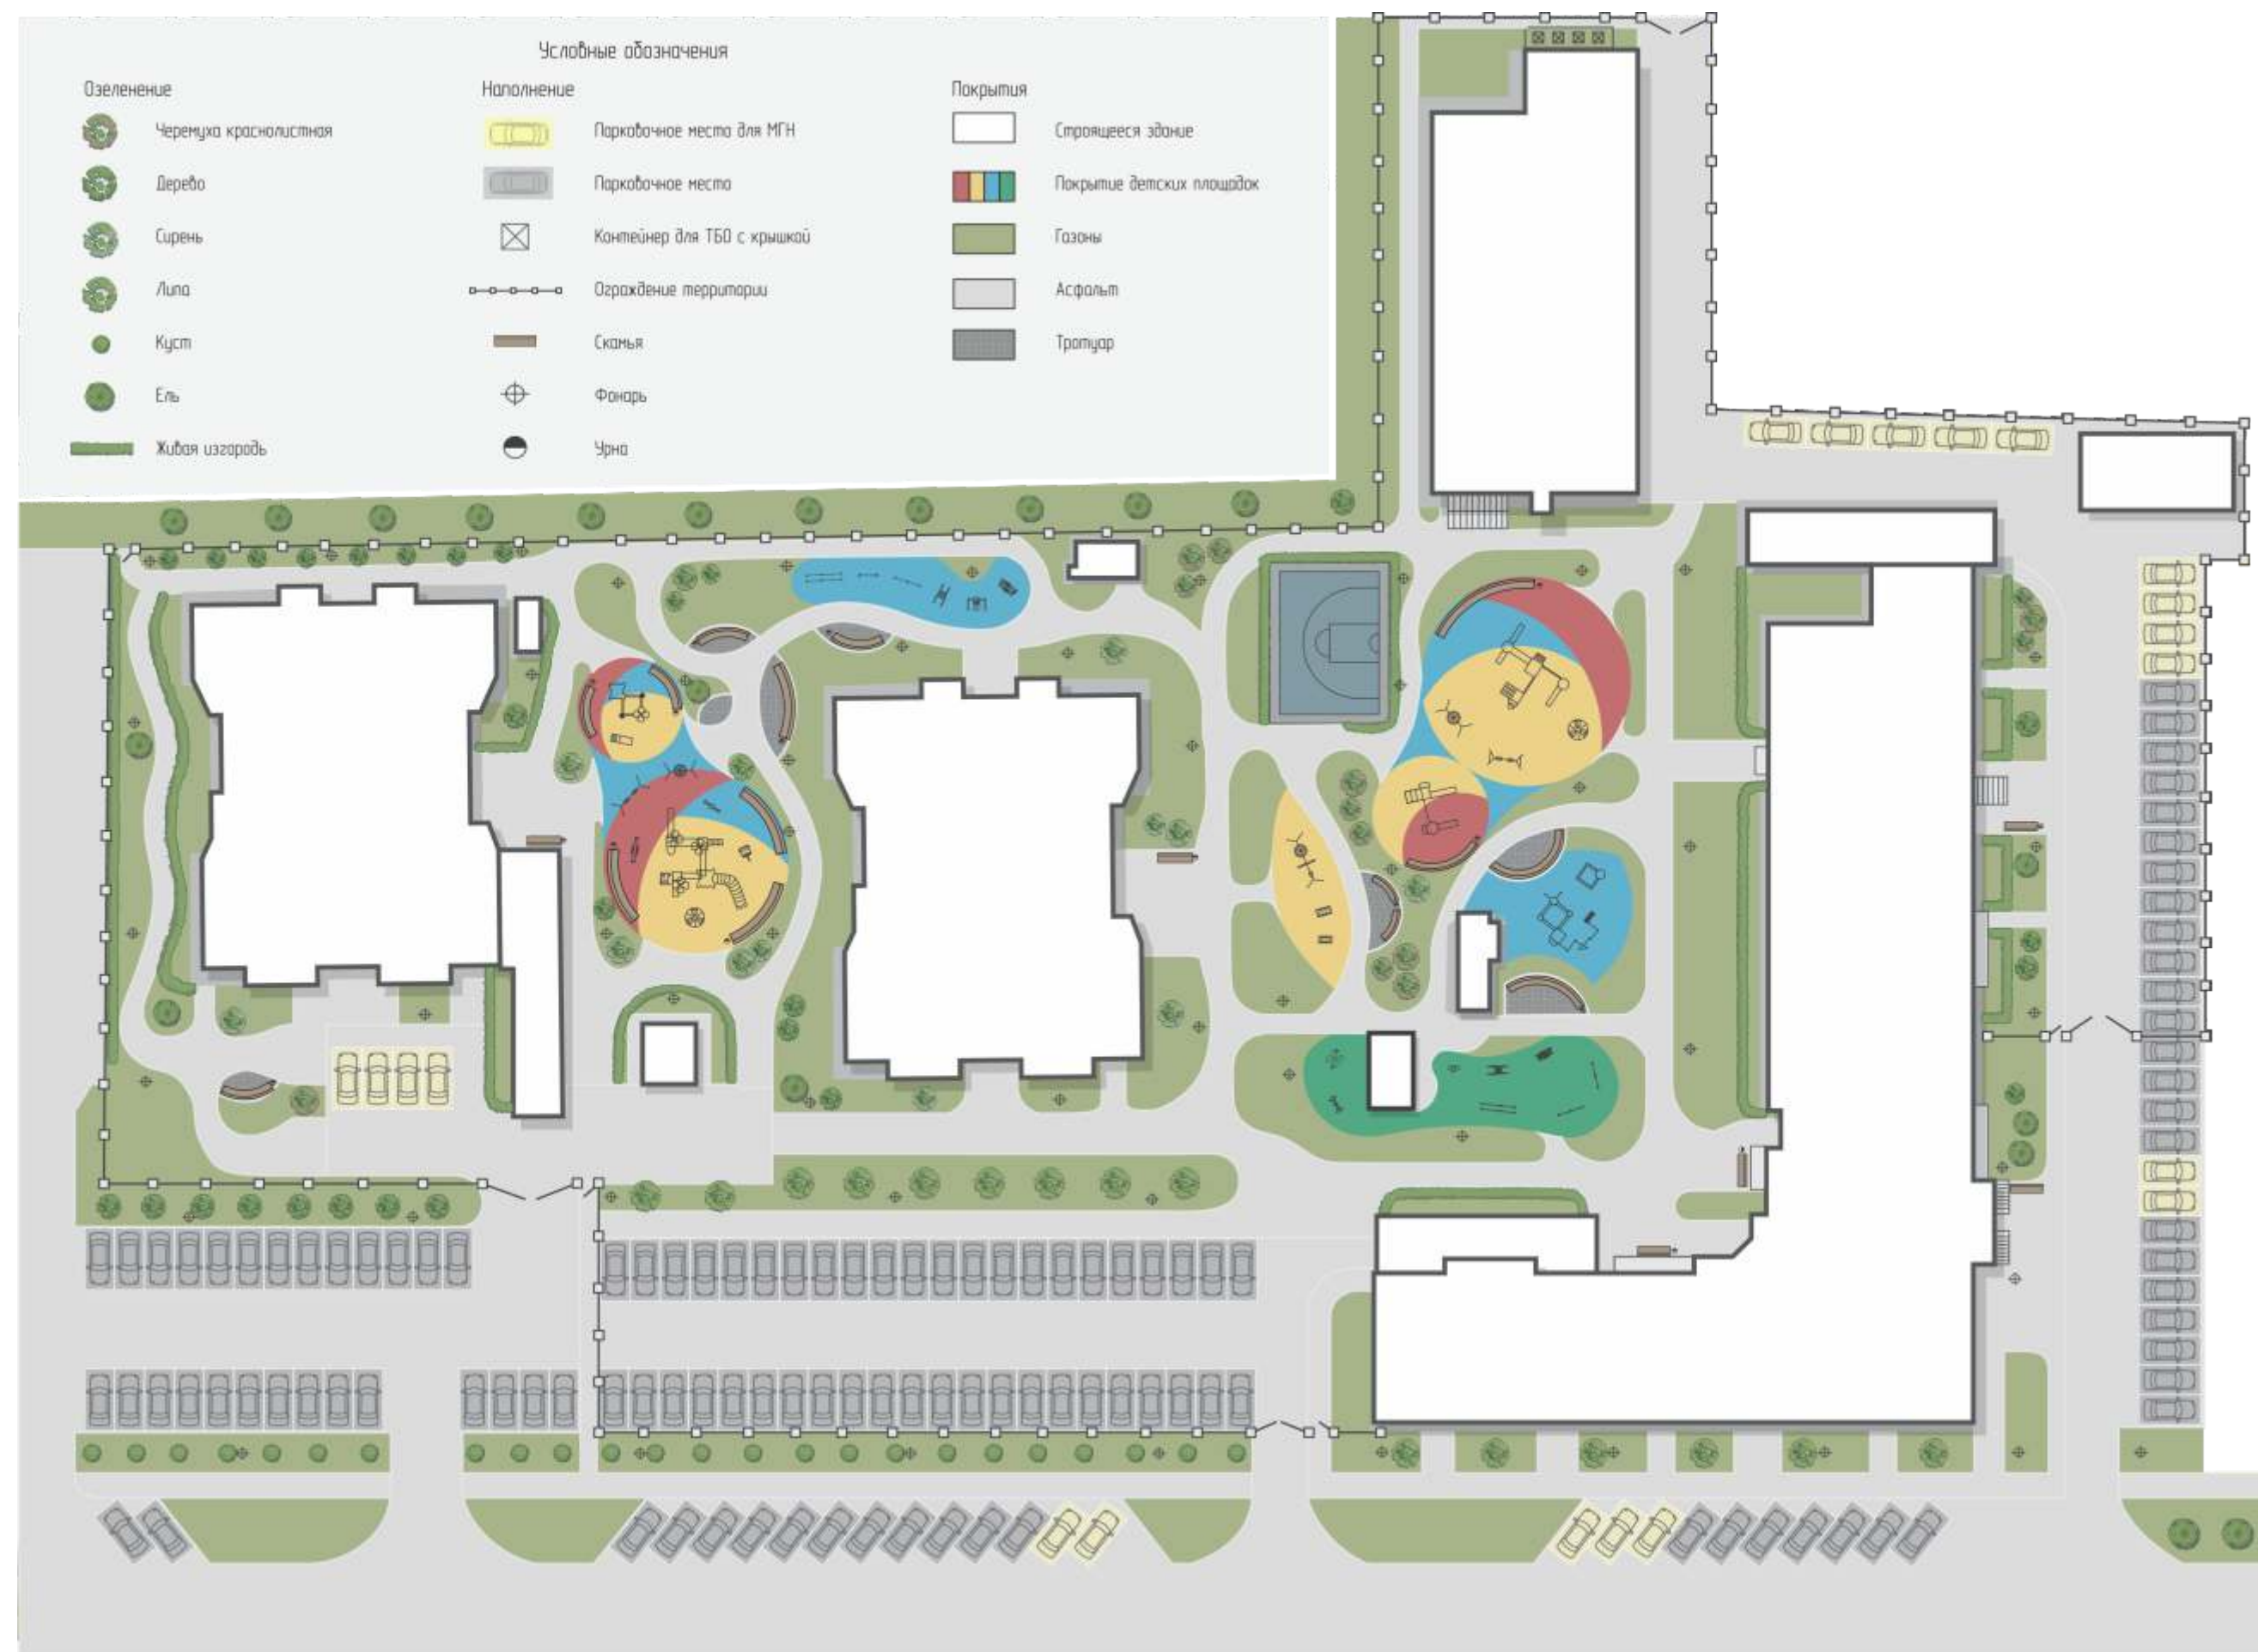 Условные обозначения
Озеленение
Черемуха краснолистная
Дерево
Сирень
Липа
Куст
Ель
Живая изгородь
Наполнение
Парковочное место для МГН
Парковочное место
Контейнер для ТБО с крышкой
Ограждение территории
Скамья
Фонарь
Урна
Покрытия
Строящееся здание
Покрытие детских площадок
Газоны
Асфальт
Тротуар